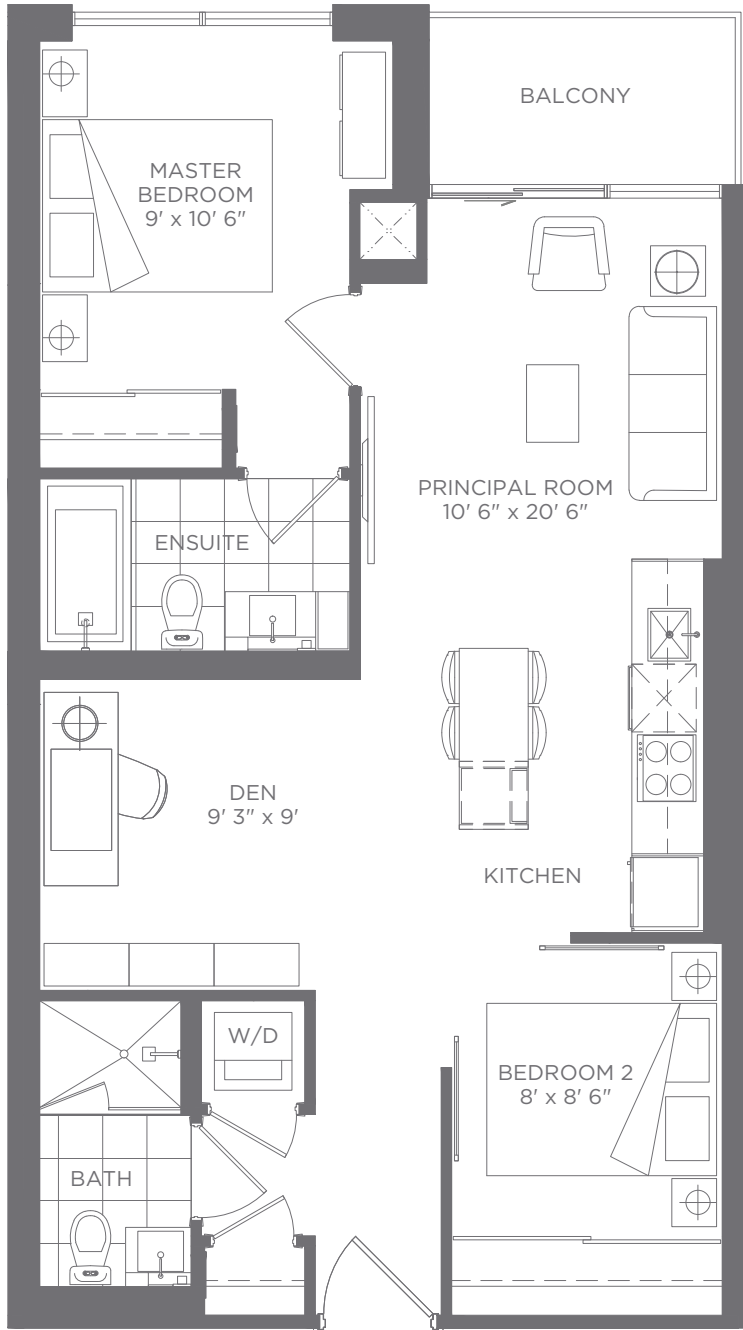 BALCONY
MASTER
BEDROOM
9' x 10' 6"
PRINCIPAL ROOM
10' 6" x 20' 6"
ENSUITE
DEN
9' 3" x 9'
KITCHEN
W/D
BEDROOM 2
8' x 8' 6"
BATH